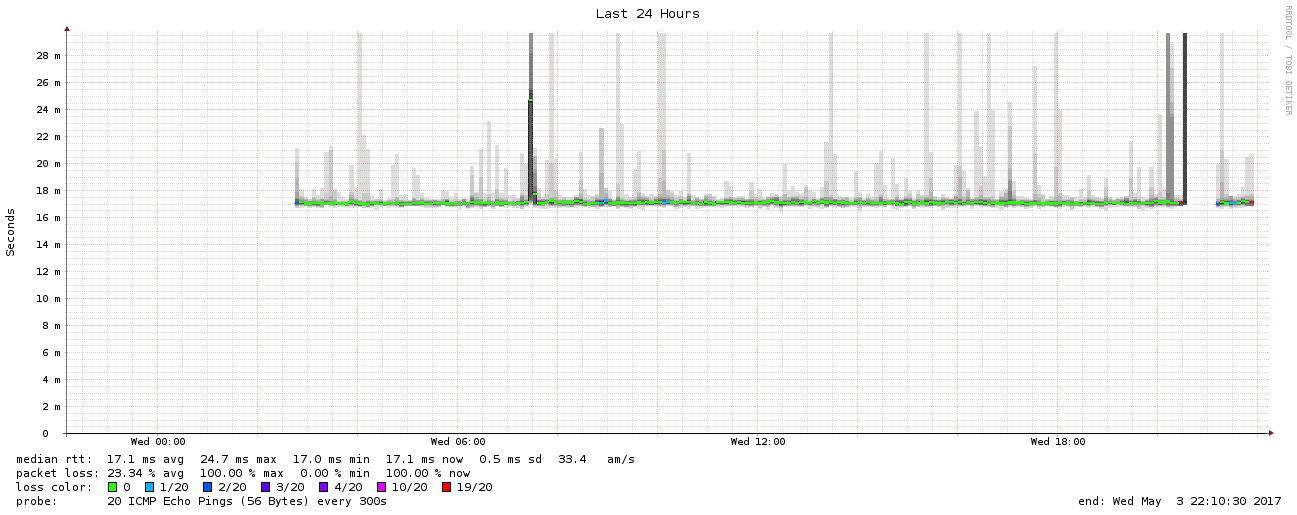 Last 24 Hours
RRDTOOL / TOBI OETIKER
Seconds
28 m
26 m
24 m
22 m
20 m
18 m
16 m
14 m
12 m
10 m
8 m
6 m
4 m
2 m
0
Wed 00:00 Wed 06:00 Wed 12:00 Wed 18:00
median rtt: 17.1 ms avg 24.7 ms max 17.0 ms min 17.1 ms now 0.5 ms sd 33.4 am/s
packet loss: 23.34 % avg 100.00 % max 0.00 % min 100.00 % now
loss color: 0 1/20 2/20 3/20 4/20 10/20 19/20
probe: 20 ICMP Echo Pings (56 Bytes) every 300s end: Wed May 3 22:10:30 2017